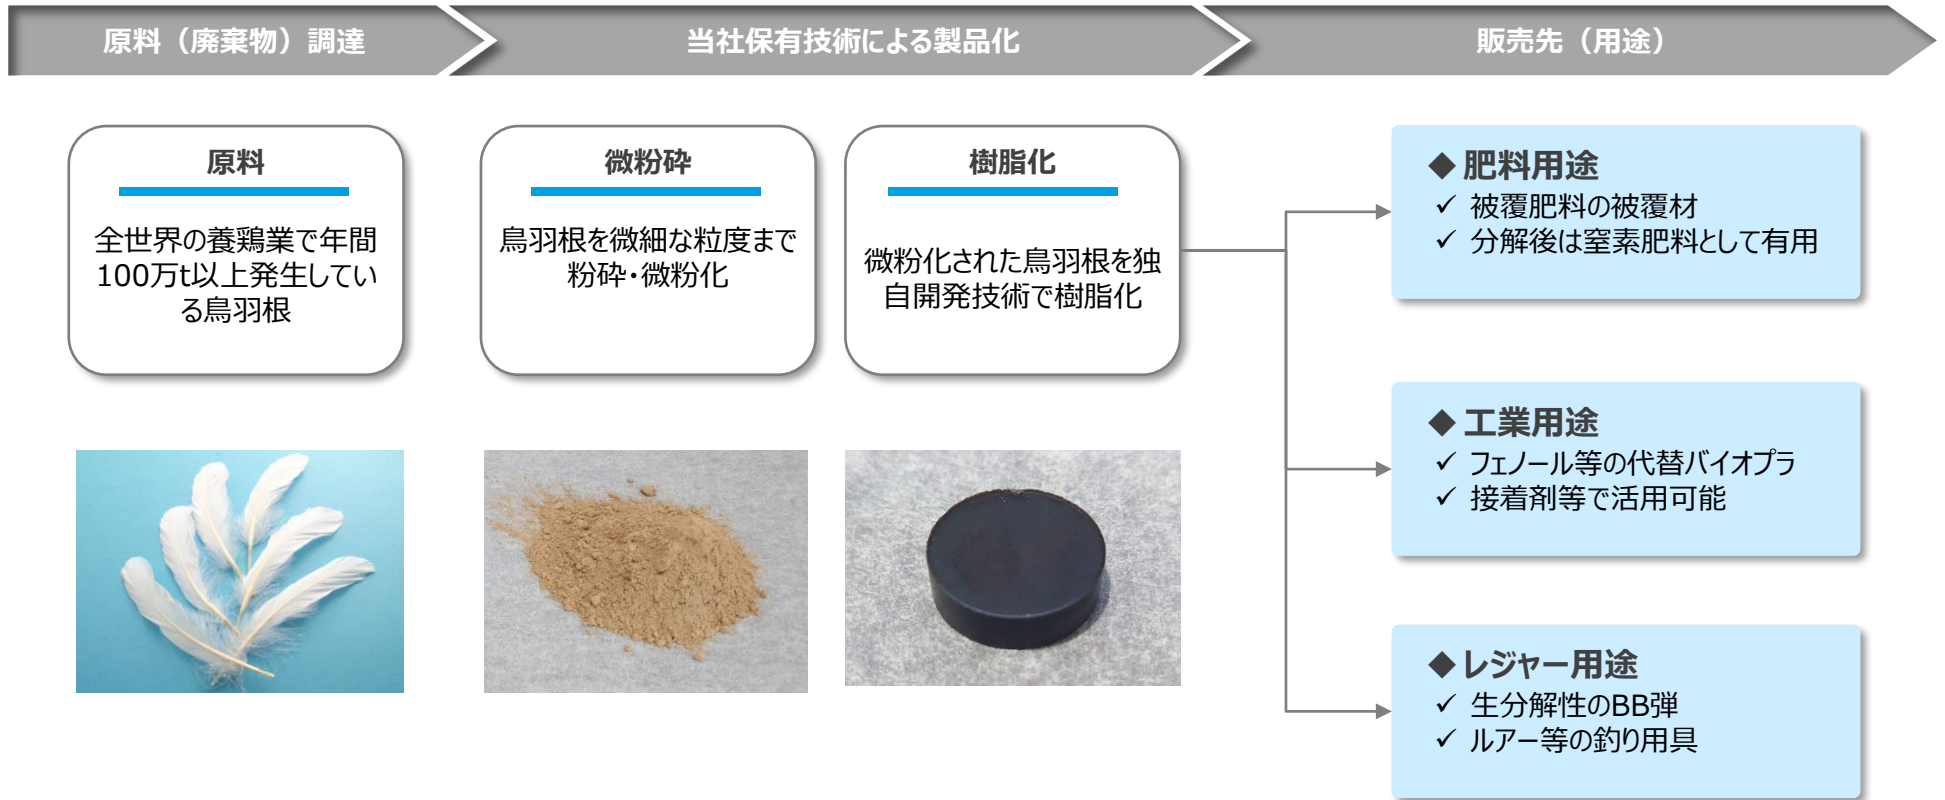 原料（廃棄物）調達
当社保有技術による製品化
販売先（用途）
原料
全世界の養鶏業で年間
100万t以上発生してい
る鳥羽根
微粉砕
鳥羽根を微細な粒度まで
粉砕・微粉化
樹脂化
微粉化された鳥羽根を独
自開発技術で樹脂化
◆肥料用途
✓ 被覆肥料の被覆材
✓ 分解後は窒素肥料として有用
◆工業用途
✓ フェノール等の代替バイオプラ
✓ 接着剤等で活用可能
◆レジャー用途
✓ 生分解性のBB弾
✓ ルアー等の釣り用具